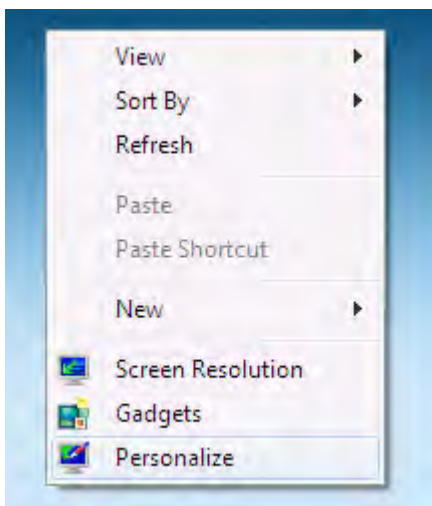 View
Sort By
Refresh
Paste
Paste Shortcut
New
Screen Resolution
Gadgets
Personalize